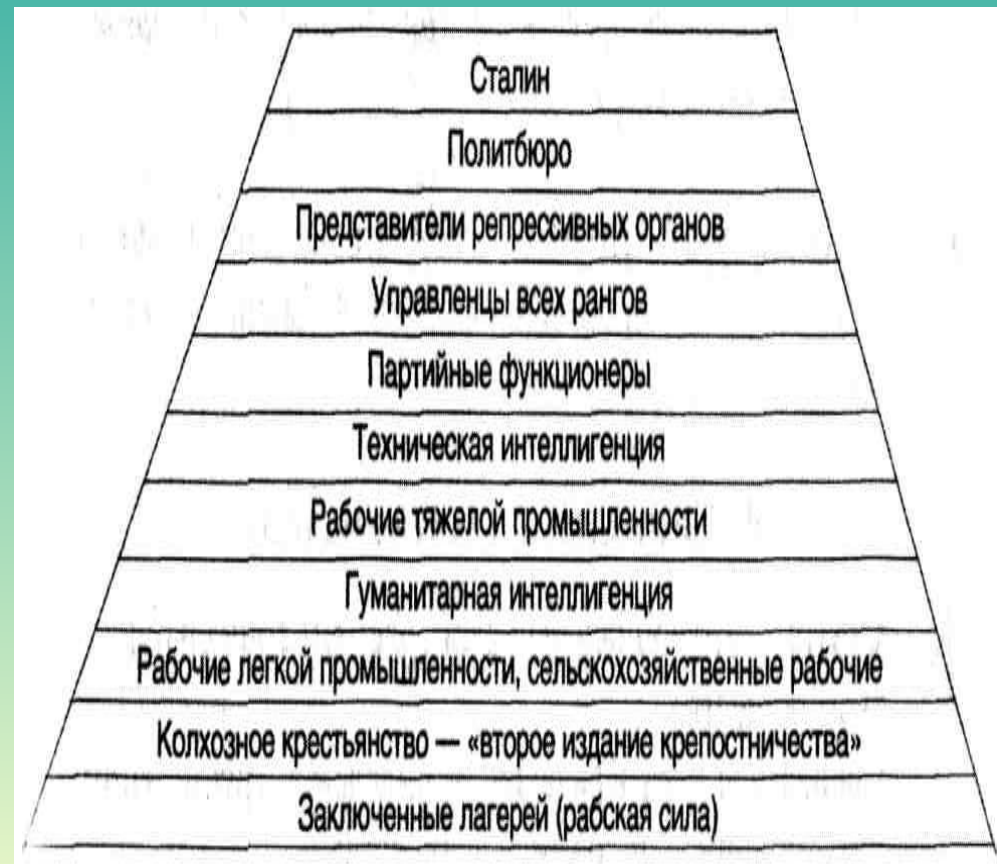 Сталин
Политбюро
Представители репрессивных органов
Управленцы всех рангов
Партийные функционеры
Техническая интеллигенция
Рабочие тяжелой промышленности
Гуманитарная интеллигенция
Рабочие легкой промышленности, сельскохозяйственные рабочие
Колхозное крестьянство — «второе издание крепостничества»
Заключенные лагерей (рабская сила)